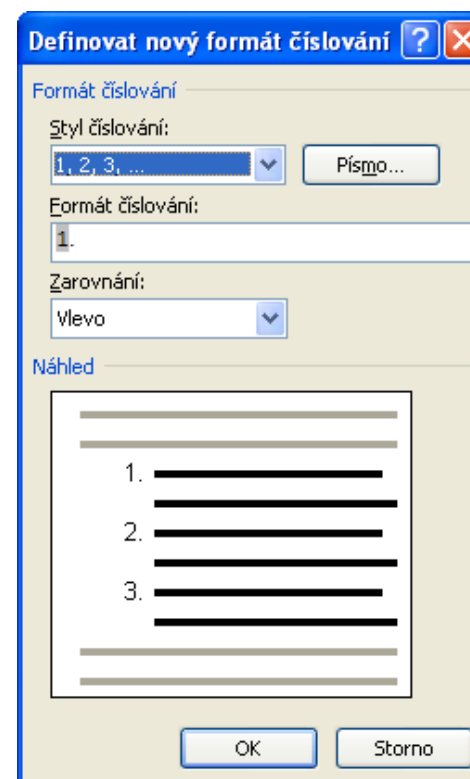 Definovat nový formát číslování
Formát číslování
Styl číslování:
1, 2, 3, ...
Písmo...
Formát číslování:
1.
Zarovnání:
Vlevo
Náhled
1.
2.
3.
OK
Storno